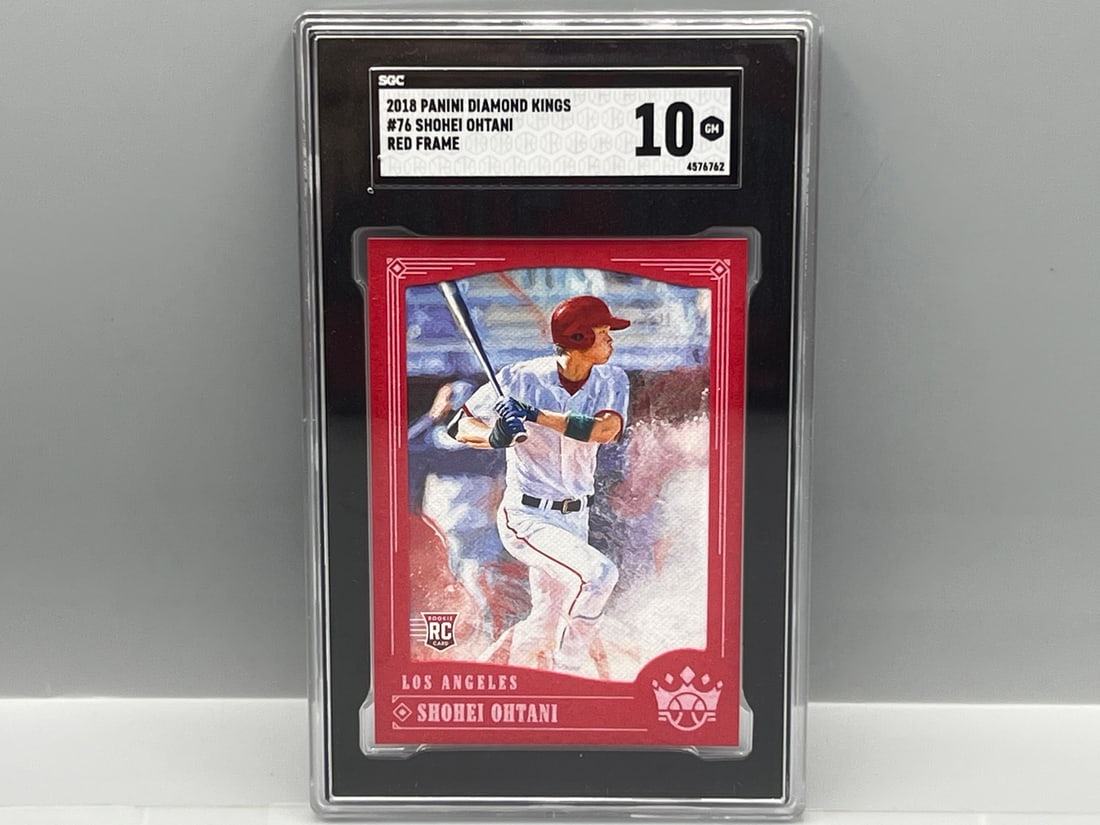 SGC
2018 PANINI DIAMOND KINGS
#76 SHOHEI OHTANI
RED FRAME
10 GM
4576762
ROOKIE
RC
CARD
LOS ANGELES
SHOHEI OHTANI